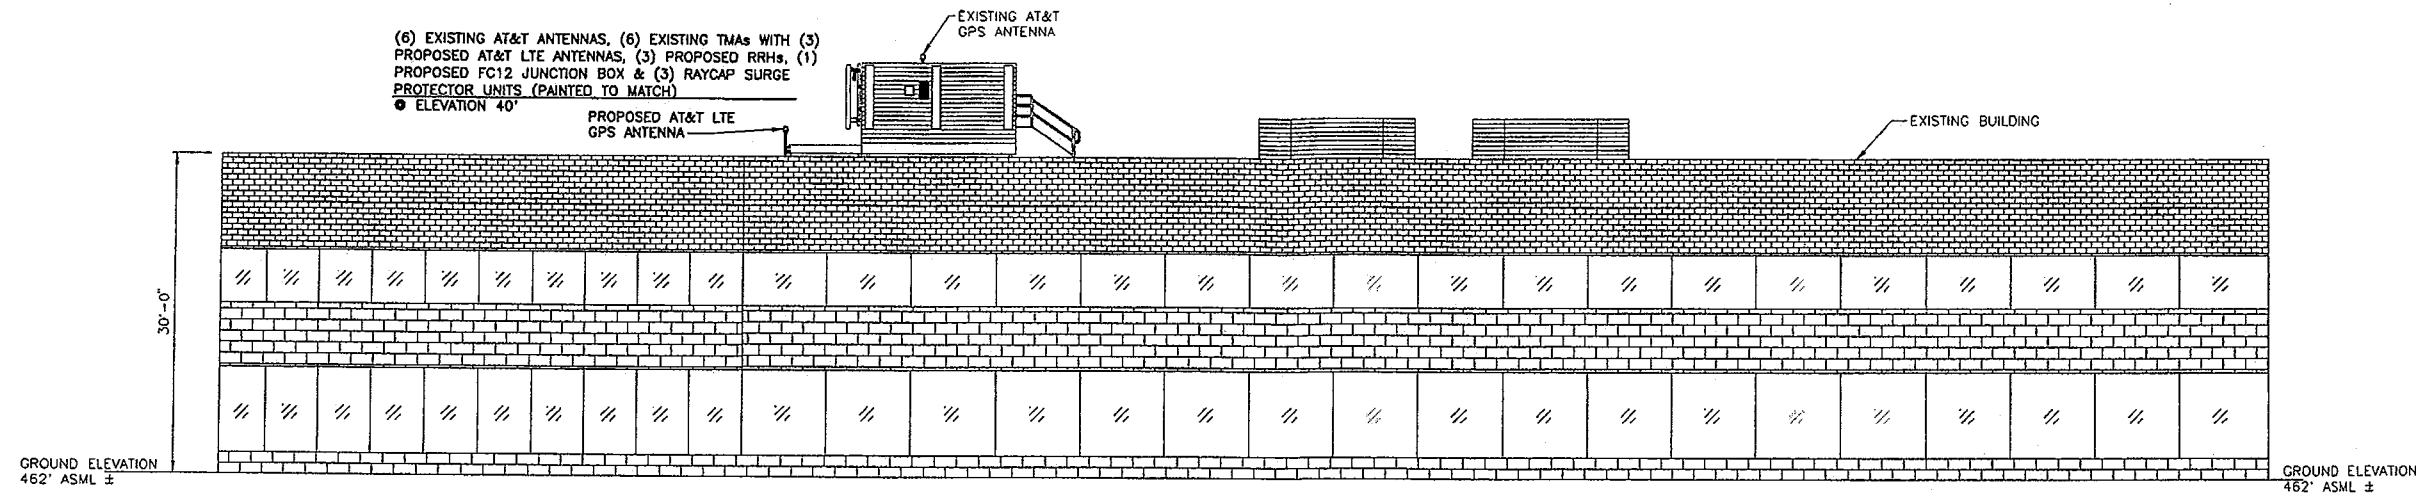 EXISTING AT&T
GPS ANTENNA
(6) EXISTING AT&T ANTENNAS, (6) EXISTING TMAs WITH (3)
PROPOSED AT&T LTE ANTENNAS, (3) PROPOSED RRHs, (1)
PROPOSED FC12 JUNCTION BOX & (3) RAYCAP SURGE
PROTECTOR UNITS (PAINTED TO MATCH)
@ ELEVATION 40'
PROPOSED AT&T LTE
GPS ANTENNA
EXISTING BUILDING
30'-0"
GROUND ELEVATION
462' ASML ±
GROUND ELEVATION
462' ASML ±